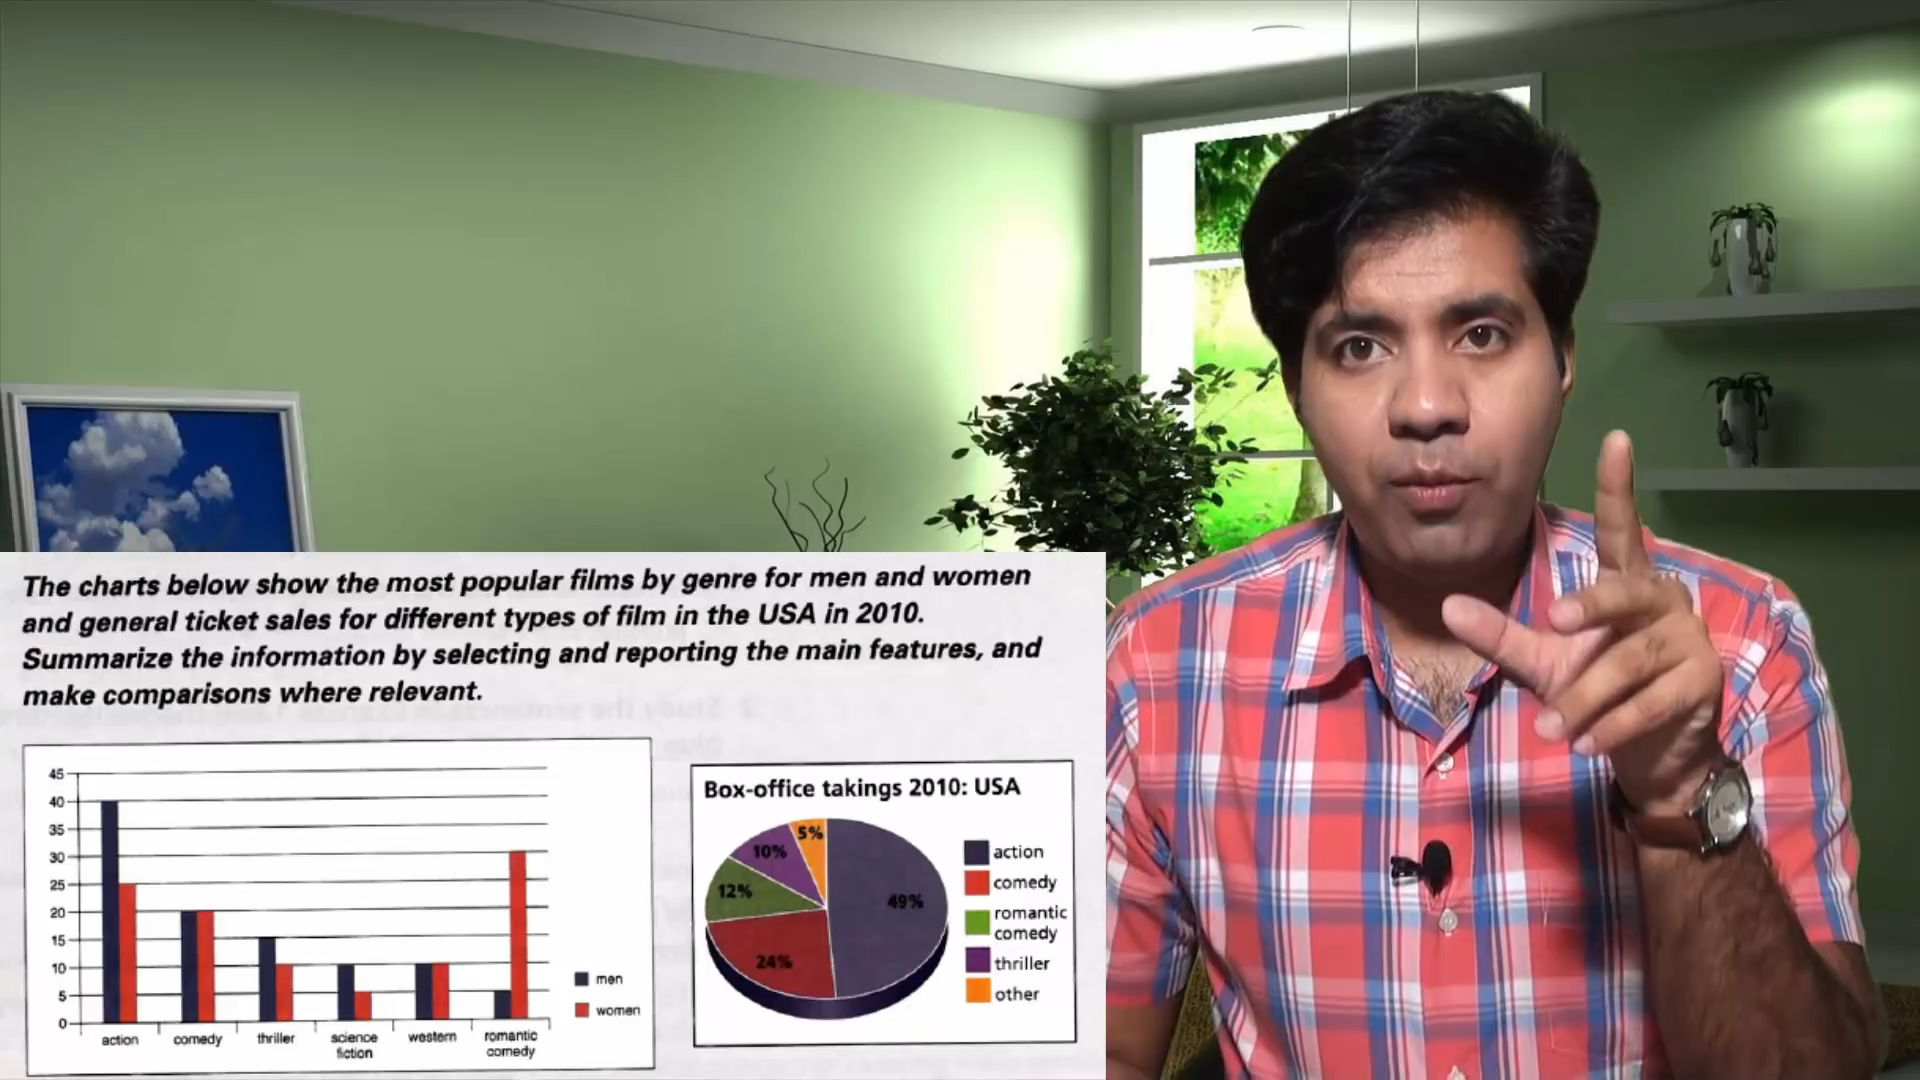 The charts below show the most popular films by genre for men and women
and general ticket sales for different types of film in the USA in 2010.
Summarize the information by selecting and reporting the main features, and
make comparisons where relevant.
45
40
35
30
25
20
15
10
5
0
action
comedy
thriller
science
fiction
western
romantic
comedy
men
women
Box-office takings 2010: USA
5%
10%
12%
49%
24%
action
comedy
romantic
comedy
thriller
other